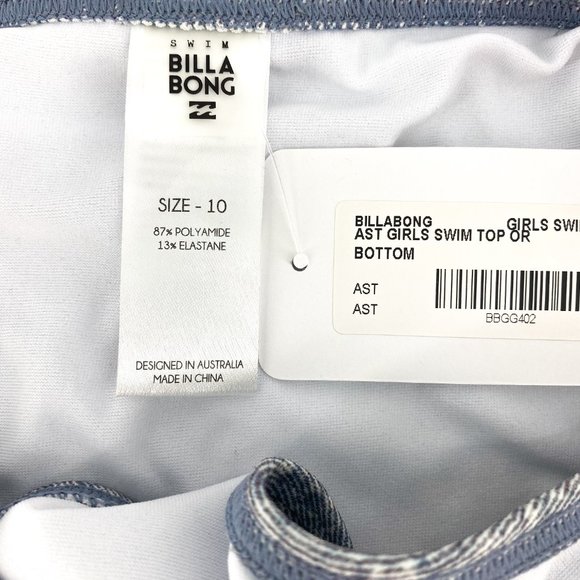 SWIM
BILLA
BONG
SIZE - 10
87% POLYAMIDE
13% ELASTANE
DESIGNED IN AUSTRALIA
MADE IN CHINA
BILLABONG GIRLS SWI
AST GIRLS SWIM TOP OR
BOTTOM
AST
AST
BBGG402